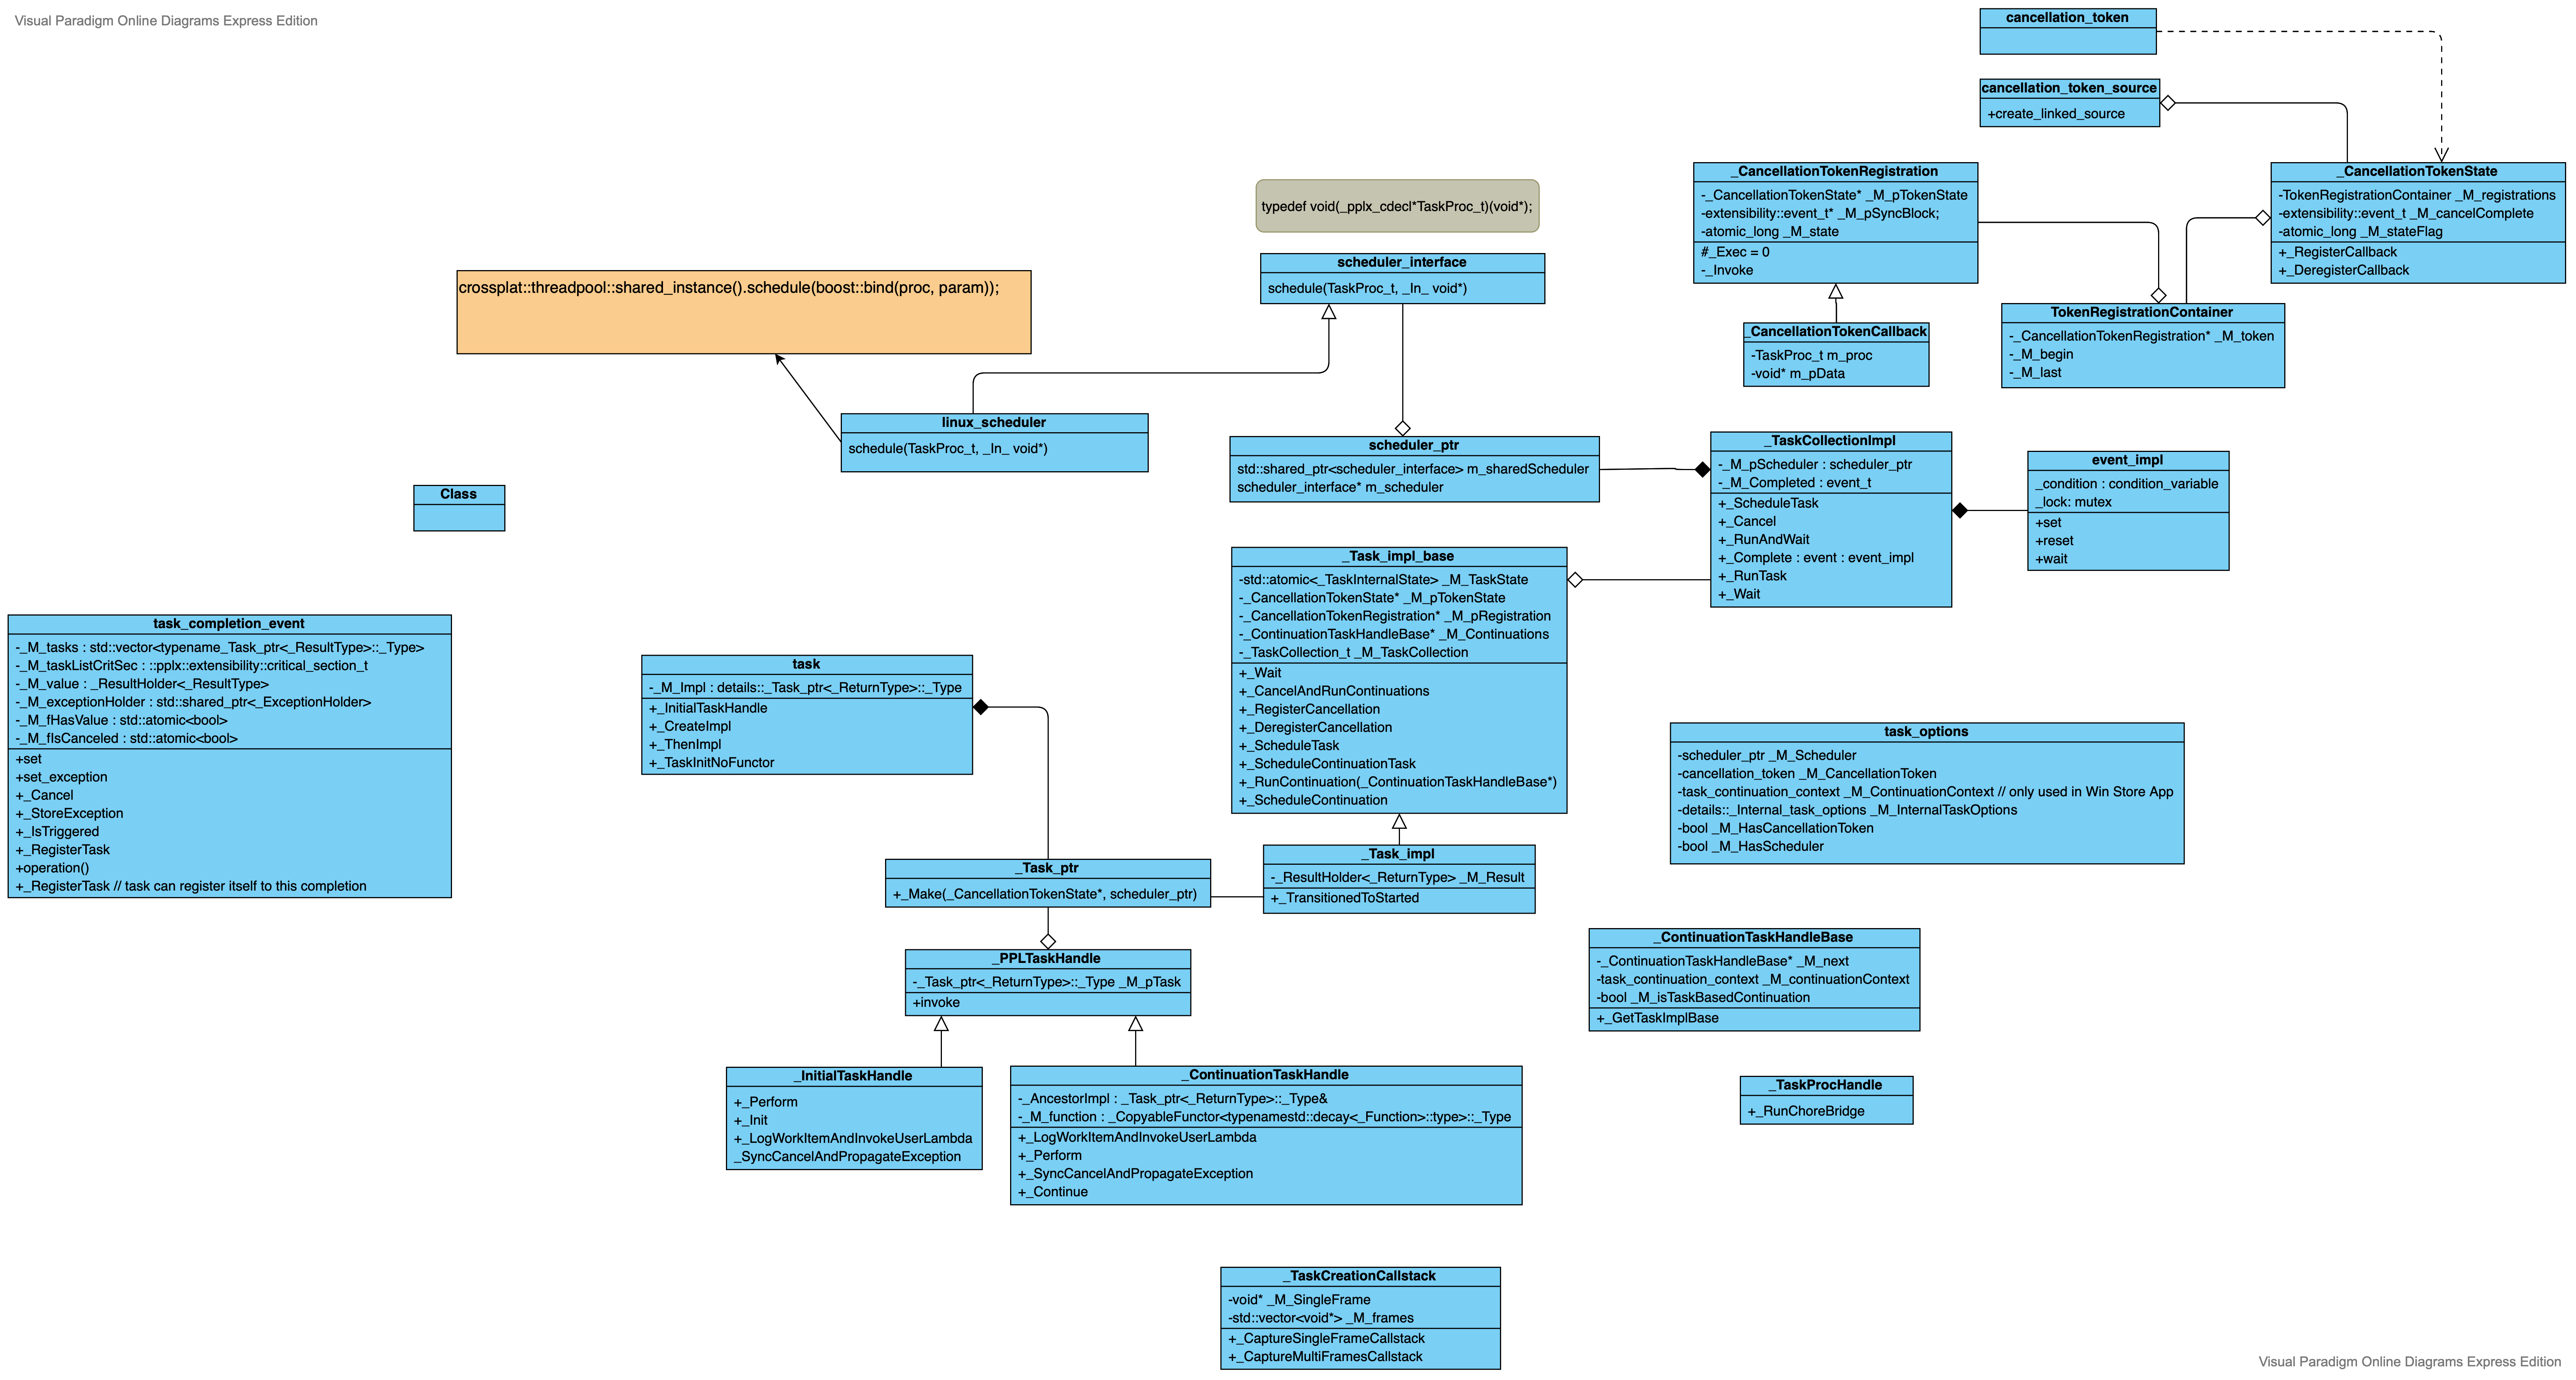 Visual Paradigm Online Diagrams Express Edition
cancellation_token
cancellation_token_source
+create_linked_source
_CancellationTokenRegistration
-_CancellationTokenState* _M_pTokenState
-extensibility::event_t* _M_pSyncBlock;
-atomic_long _M_state
#_Exec = 0
-_Invoke
_CancellationTokenState
-TokenRegistrationContainer _M_registrations
-extensibility::event_t _M_cancelComplete
-atomic_long _M_stateFlag
+_RegisterCallback
+_DeregisterCallback
typedef void(_pplx_cdecl*TaskProc_t)(void*);
scheduler_interface
schedule(TaskProc_t, _In_ void*)
crossplat::threadpool::shared_instance().schedule(boost::bind(proc, param));
_CancellationTokenCallback
-TaskProc_t m_proc
-void* m_pData
TokenRegistrationContainer
-_CancellationTokenRegistration* _M_token
-_M_begin
-_M_last
linux_scheduler
schedule(TaskProc_t, _In_ void*)
scheduler_ptr
std::shared_ptr<scheduler_interface> m_sharedScheduler
scheduler_interface* m_scheduler
_TaskCollectionImpl
-_M_pScheduler : scheduler_ptr
-_M_Completed : event_t
+_ScheduleTask
+_Cancel
+_RunAndWait
+_Complete : event : event_impl
+_RunTask
+_Wait
event_impl
_condition : condition_variable
_lock: mutex
+set
+reset
+wait
Class
_Task_impl_base
-std::atomic<_TaskInternalState> _M_TaskState
-_CancellationTokenState* _M_pTokenState
-_CancellationTokenRegistration* _M_pRegistration
-_ContinuationTaskHandleBase* _M_Continuations
-_TaskCollection_t _M_TaskCollection
+_Wait
+_CancelAndRunContinuations
+_RegisterCancellation
+_DeregisterCancellation
+_ScheduleTask
+_ScheduleContinuationTask
+_RunContinuation(_ContinuationTaskHandleBase*)
+_ScheduleContinuation
task_completion_event
-_M_tasks : std::vector<typename_Task_ptr<_ResultType>::_Type>
-_M_taskListCritSec : ::pplx::extensibility::critical_section_t
-_M_value : _ResultHolder<_ResultType>
-_M_exceptionHolder : std::shared_ptr<_ExceptionHolder>
-_M_fHasValue : std::atomic<bool>
-_M_fIsCanceled : std::atomic<bool>
+set
+set_exception
+_Cancel
+_StoreException
+_IsTriggered
+_RegisterTask
+operation()
+_RegisterTask // task can register itself to this completion
task
-_M_Impl : details::_Task_ptr<_ReturnType>::_Type
+_InitialTaskHandle
+_CreateImpl
+_ThenImpl
+_TaskInitNoFunctor
task_options
-scheduler_ptr _M_Scheduler
-cancellation_token _M_CancellationToken
-task_continuation_context _M_ContinuationContext // only used in Win Store App
-details::_Internal_task_options _M_InternalTaskOptions
-bool _M_HasCancellationToken
-bool _M_HasScheduler
_Task_ptr
+_Make(_CancellationTokenState*, scheduler_ptr)
_Task_impl
-_ResultHolder<_ReturnType> _M_Result
+_TransitionedToStarted
_PPLTaskHandle
-_Task_ptr<_ReturnType>::_Type _M_pTask
+invoke
_ContinuationTaskHandleBase
-_ContinuationTaskHandleBase* _M_next
-task_continuation_context _M_continuationContext
-bool _M_isTaskBasedContinuation
+_GetTaskImplBase
_InitialTaskHandle
+_Perform
+_Init
+_LogWorkItemAndInvokeUserLambda
_SyncCancelAndPropagateException
_ContinuationTaskHandle
-_AncestorImpl : _Task_ptr<_ReturnType>::_Type&
-_M_function : _CopyableFunctor<typenamestd::decay<_Function>::type>::_Type
+_LogWorkItemAndInvokeUserLambda
+_Perform
+_SyncCancelAndPropagateException
+_Continue
_TaskProcHandle
+_RunChoreBridge
_TaskCreationCallstack
-void* _M_SingleFrame
-std::vector<void*> _M_frames
+_CaptureSingleFrameCallstack
+_CaptureMultiFramesCallstack
Visual Paradigm Online Diagrams Express Edition